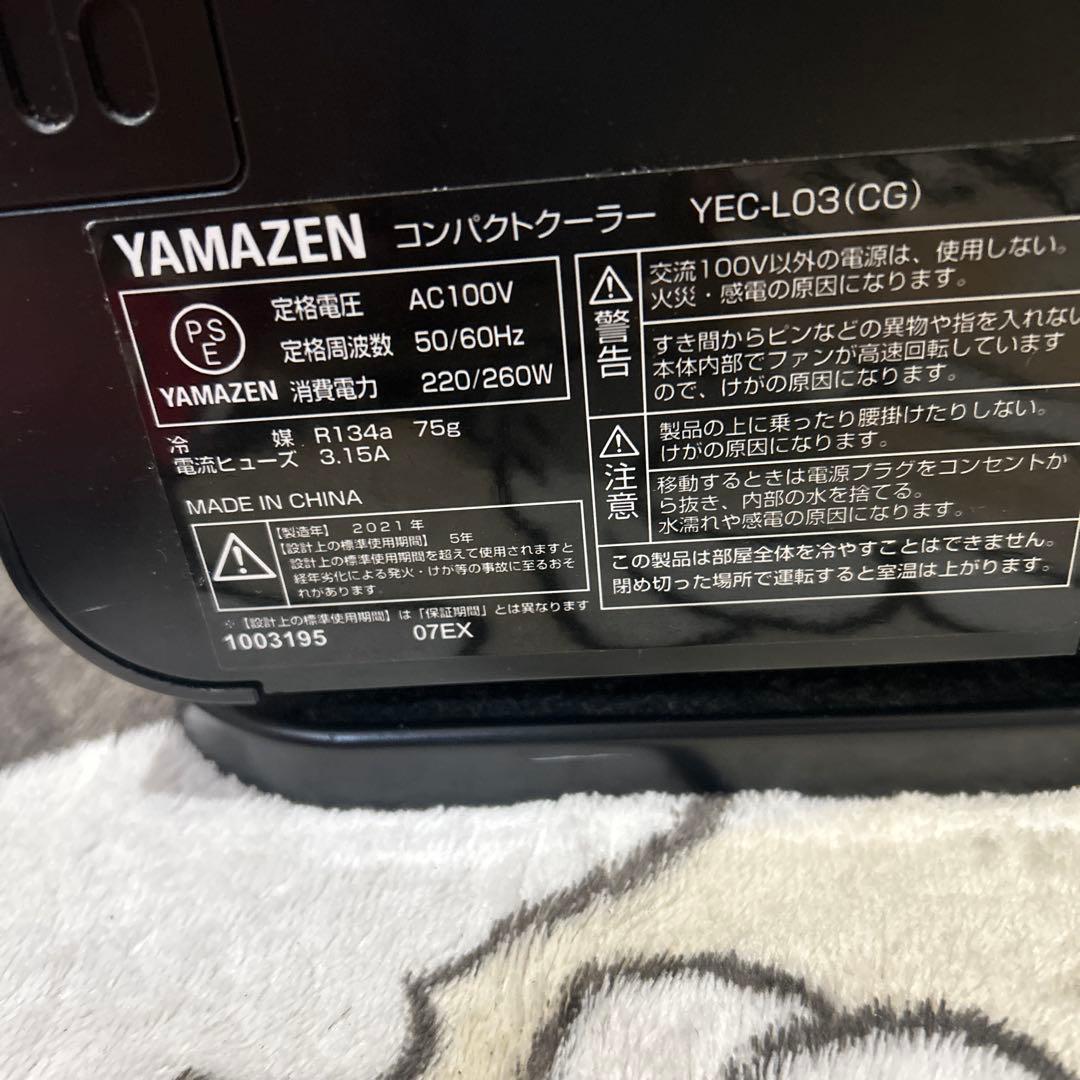 YAMAZEN コンパクトクーラー YEC-L03(CG)
PS
E
YAMAZEN
定格電圧 AC100V
定格周波数 50/60Hz
消費電力 220/260W
冷媒 R134a 75g
電流ヒューズ 3.15A
MADE IN CHINA
【製造年】 2021年
【設計上の標準使用期間】 5年
設計上の標準使用期間を超えて使用されますと
経年劣化による発火・けが等の事故に至るおそ
れがあります。
※【設計上の標準使用期間】は「保証期間」とは異なります
1003195 07EX
警告
交流100V以外の電源は、使用しない。
火災・感電の原因になります。
すき間からピンなどの異物や指を入れない
本体内部でファンが高速回転しています
ので、けがの原因になります。
注意
製品の上に乗ったり腰掛けたりしない。
けがの原因になります。
移動するときは電源プラグをコンセントか
ら抜き、内部の水を捨てる。
水濡れや感電の原因になります。
この製品は部屋全体を冷やすことはできません。
閉め切った場所で運転すると室温は上がります。